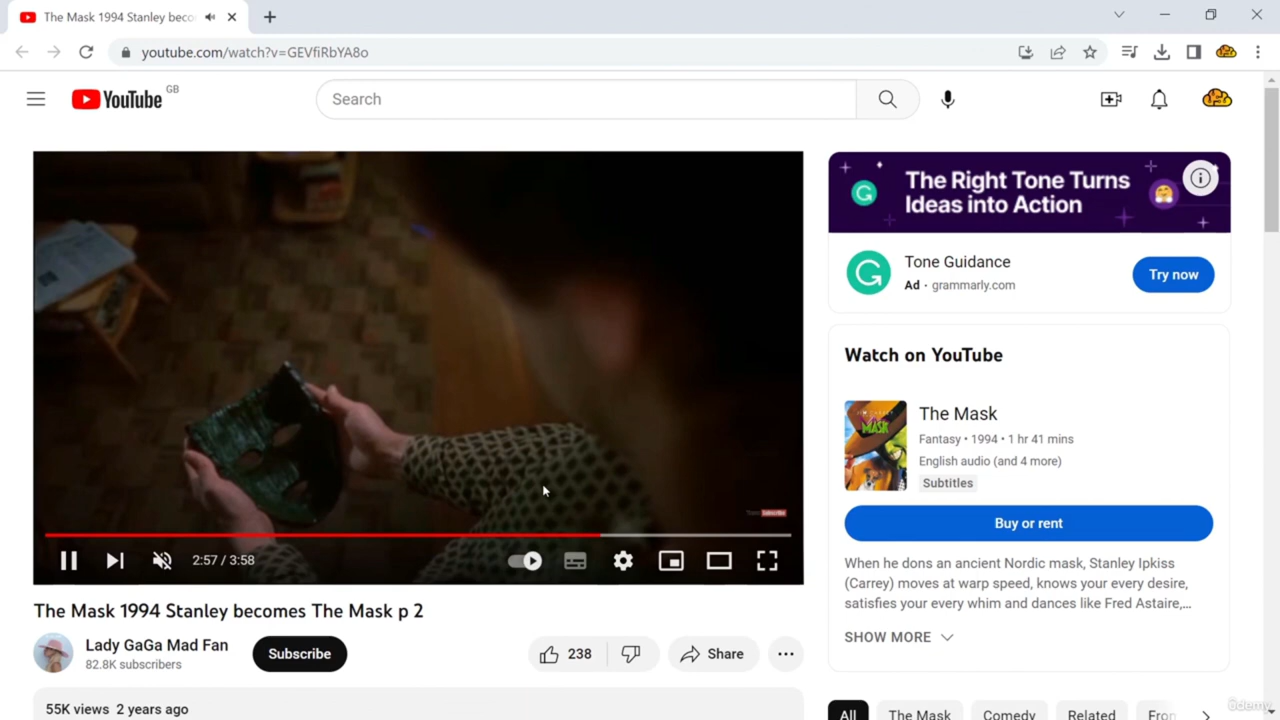 The Mask 1994 Stanley beco
youtube.com/watch?v=GEVfiRbYA8o
YouTube GB
Search
The Right Tone Turns
Ideas into Action
Tone Guidance
Ad · grammarly.com
Try now
Watch on YouTube
The Mask
Fantasy • 1994 • 1 hr 41 mins
English audio (and 4 more)
Subtitles
Buy or rent
When he dons an ancient Nordic mask, Stanley Ipkiss
(Carrey) moves at warp speed, knows your every desire,
satisfies your every whim and dances like Fred Astaire,...
SHOW MORE
Subscribe
2:57 / 3:58
The Mask 1994 Stanley becomes The Mask p 2
Lady GaGa Mad Fan
82.8K subscribers
Subscribe
238
Share
55K views 2 years ago
All
The Mask
Comedy
Related
Fron
ûdemy